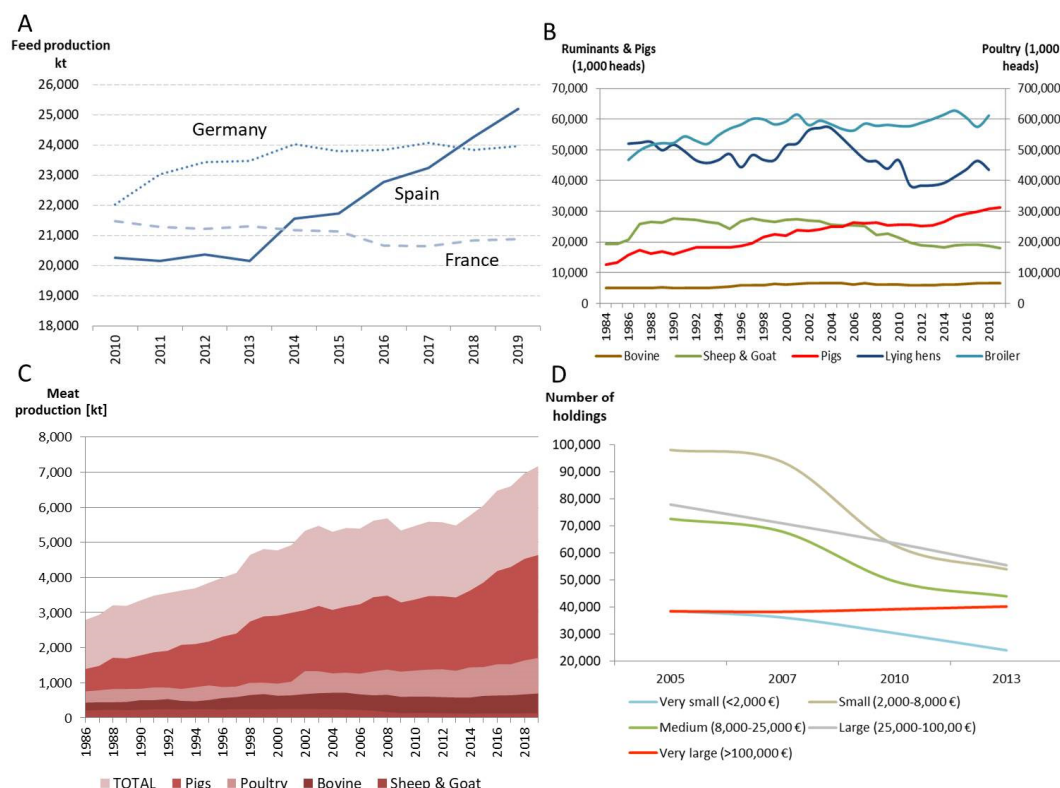 A
Feed production
kt
26,000
25,000
24,000
23,000
22,000
21,000
20,000
19,000
18,000
Germany
Spain
France
2010
2011
2012
2013
2014
2015
2016
2017
2018
2019
B
Ruminants & Pigs
(1,000 heads)
Poultry (1,000
heads)
70,000
60,000
50,000
40,000
30,000
20,000
10,000
0
700,000
600,000
500,000
400,000
300,000
200,000
100,000
0
1984
1986
1988
1990
1992
1994
1996
1998
2000
2002
2004
2006
2008
2010
2012
2014
2016
2018
Bovine
Sheep & Goat
Pigs
Lying hens
Broiler
C
Meat
production [kt]
8,000
7,000
6,000
5,000
4,000
3,000
2,000
1,000
0
1986
1988
1990
1992
1994
1996
1998
2000
2002
2004
2006
2008
2010
2012
2014
2016
2018
TOTAL
Pigs
Poultry
Bovine
Sheep & Goat
D
Number of
holdings
100,000
90,000
80,000
70,000
60,000
50,000
40,000
30,000
20,000
2005
2007
2010
2013
Very small (<2,000 €)
Small (2,000-8,000 €)
Medium (8,000-25,000 €)
Large (25,000-100,00 €)
Very large (>100,000 €)